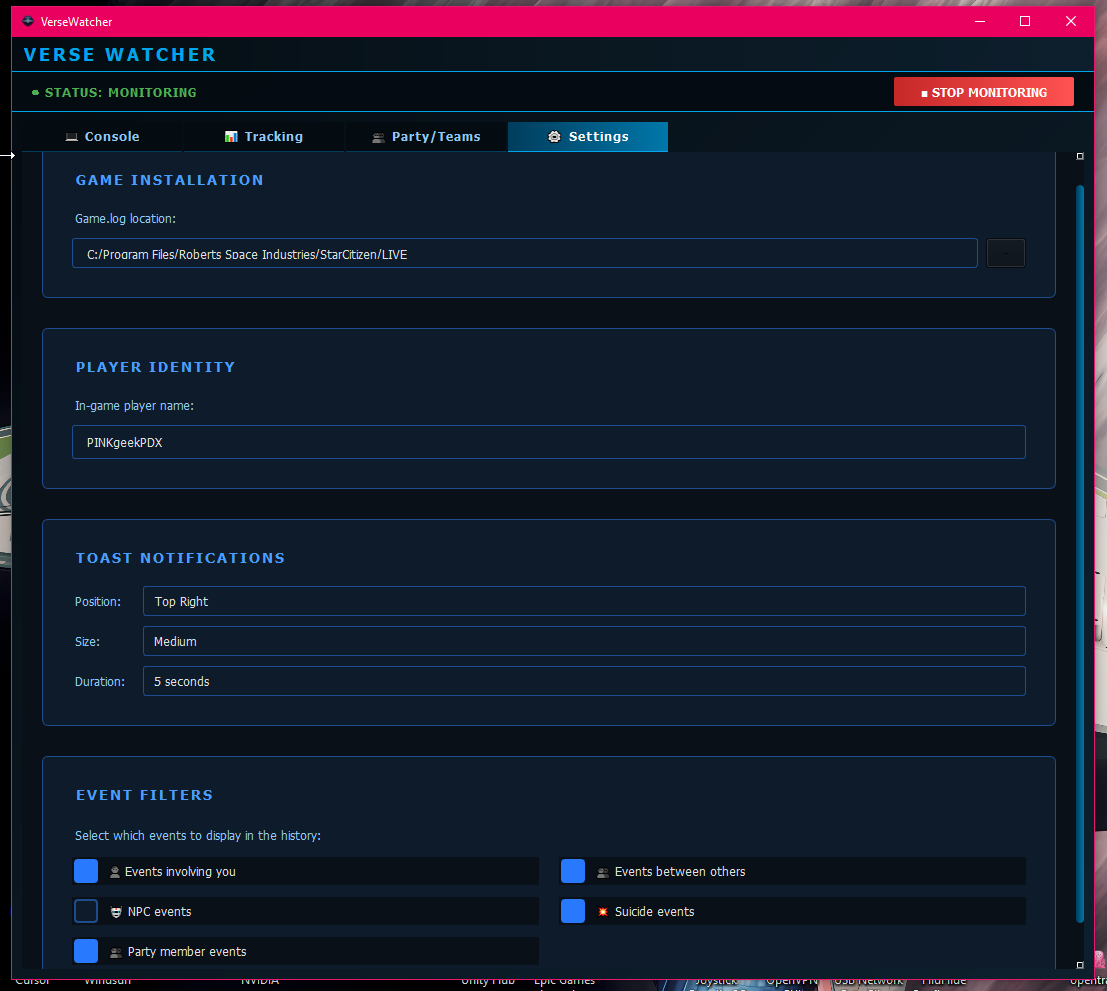 VerseWatcher
VERSE WATCHER
STATUS: MONITORING
STOP MONITORING
Console
Tracking
Party/Teams
Settings
GAME INSTALLATION
Game.log location:
C:/Program Files/Roberts Space Industries/StarCitizen/LIVE
PLAYER IDENTITY
In-game player name:
PINKgeekPDX
TOAST NOTIFICATIONS
Position:
Top Right
Size:
Medium
Duration:
5 seconds
EVENT FILTERS
Select which events to display in the history:
Events involving you
Events between others
NPC events
Suicide events
Party member events
Cursor
Windsurf
NVIDIA
Unity Hub
Epic Games
Joystick
OpenVPN
USB Network